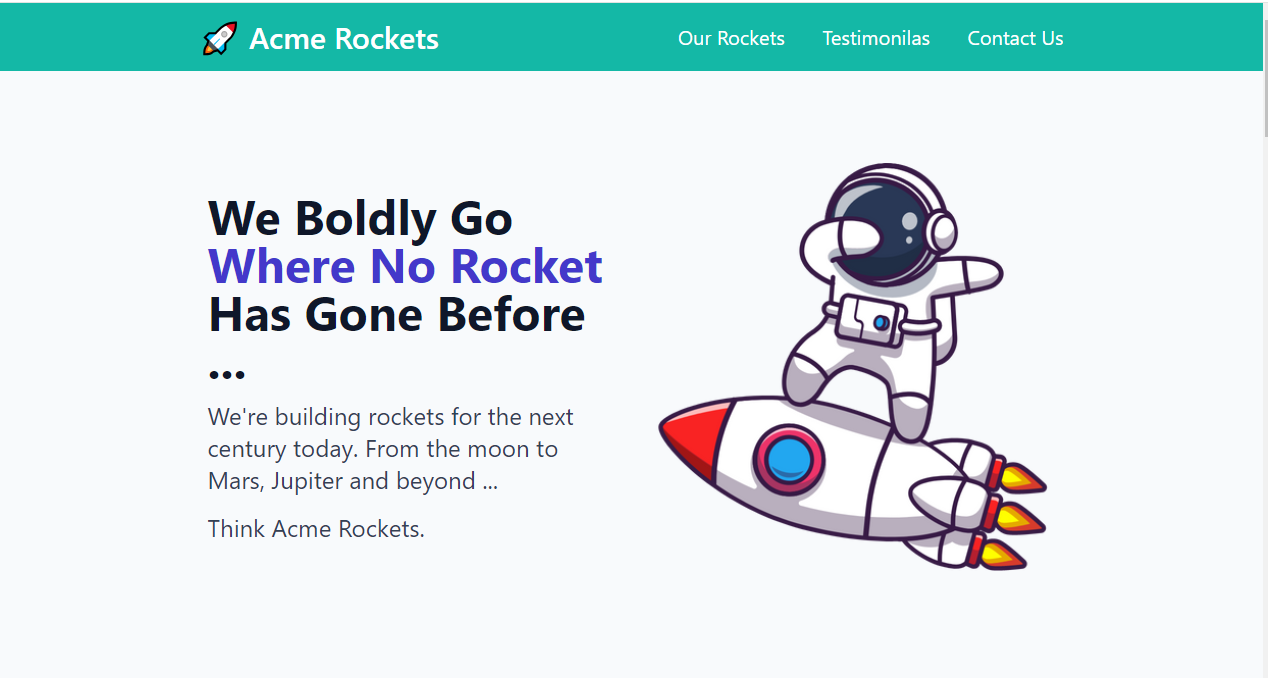 Acme Rockets
Our Rockets
Testimonilas
Contact Us
We Boldly Go
Where No Rocket
Has Gone Before
...
We're building rockets for the next
century today. From the moon to
Mars, Jupiter and beyond ...
Think Acme Rockets.